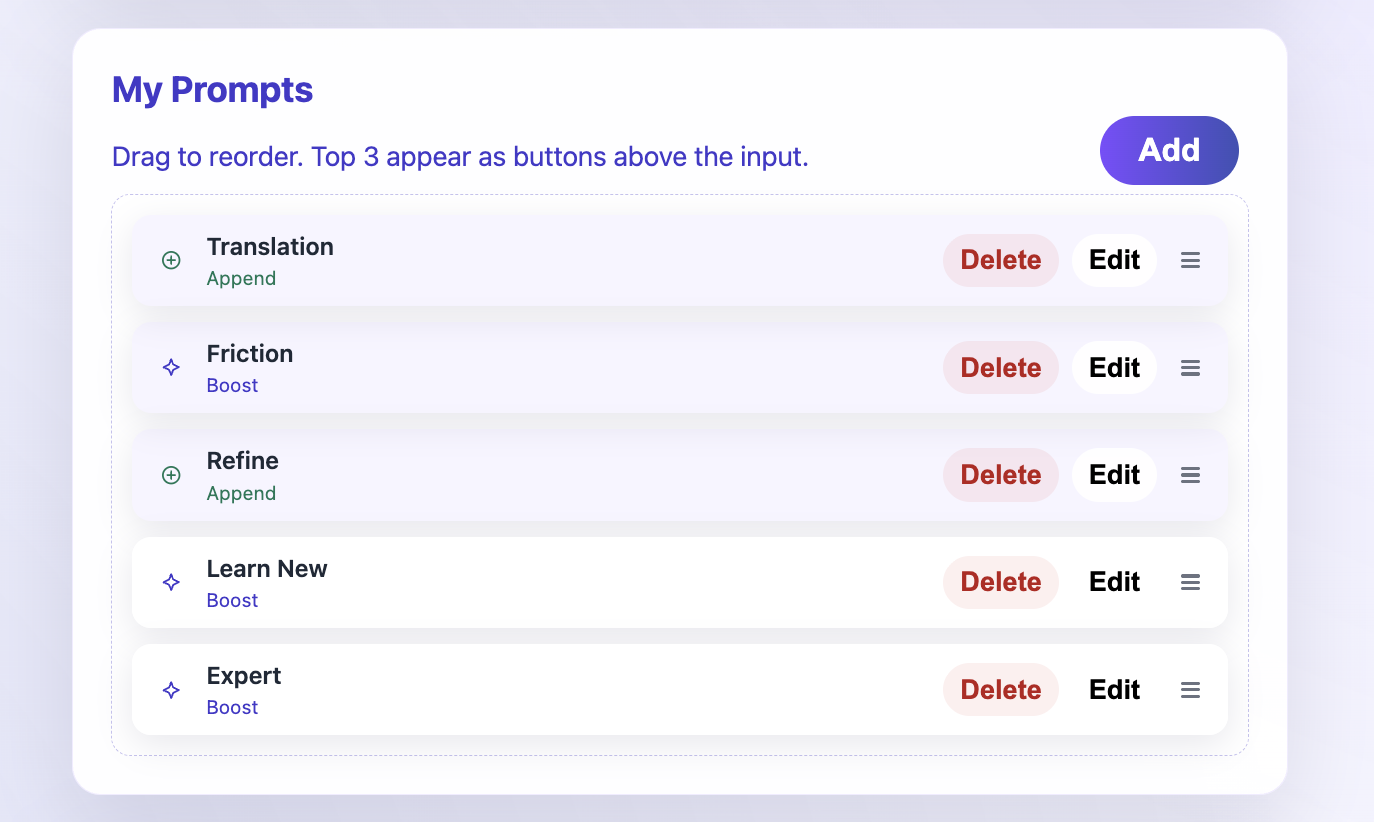 My Prompts
Drag to reorder. Top 3 appear as buttons above the input.
Add
Translation
Append
Delete
Edit
Friction
Boost
Delete
Edit
Refine
Append
Delete
Edit
Learn New
Boost
Delete
Edit
Expert
Boost
Delete
Edit